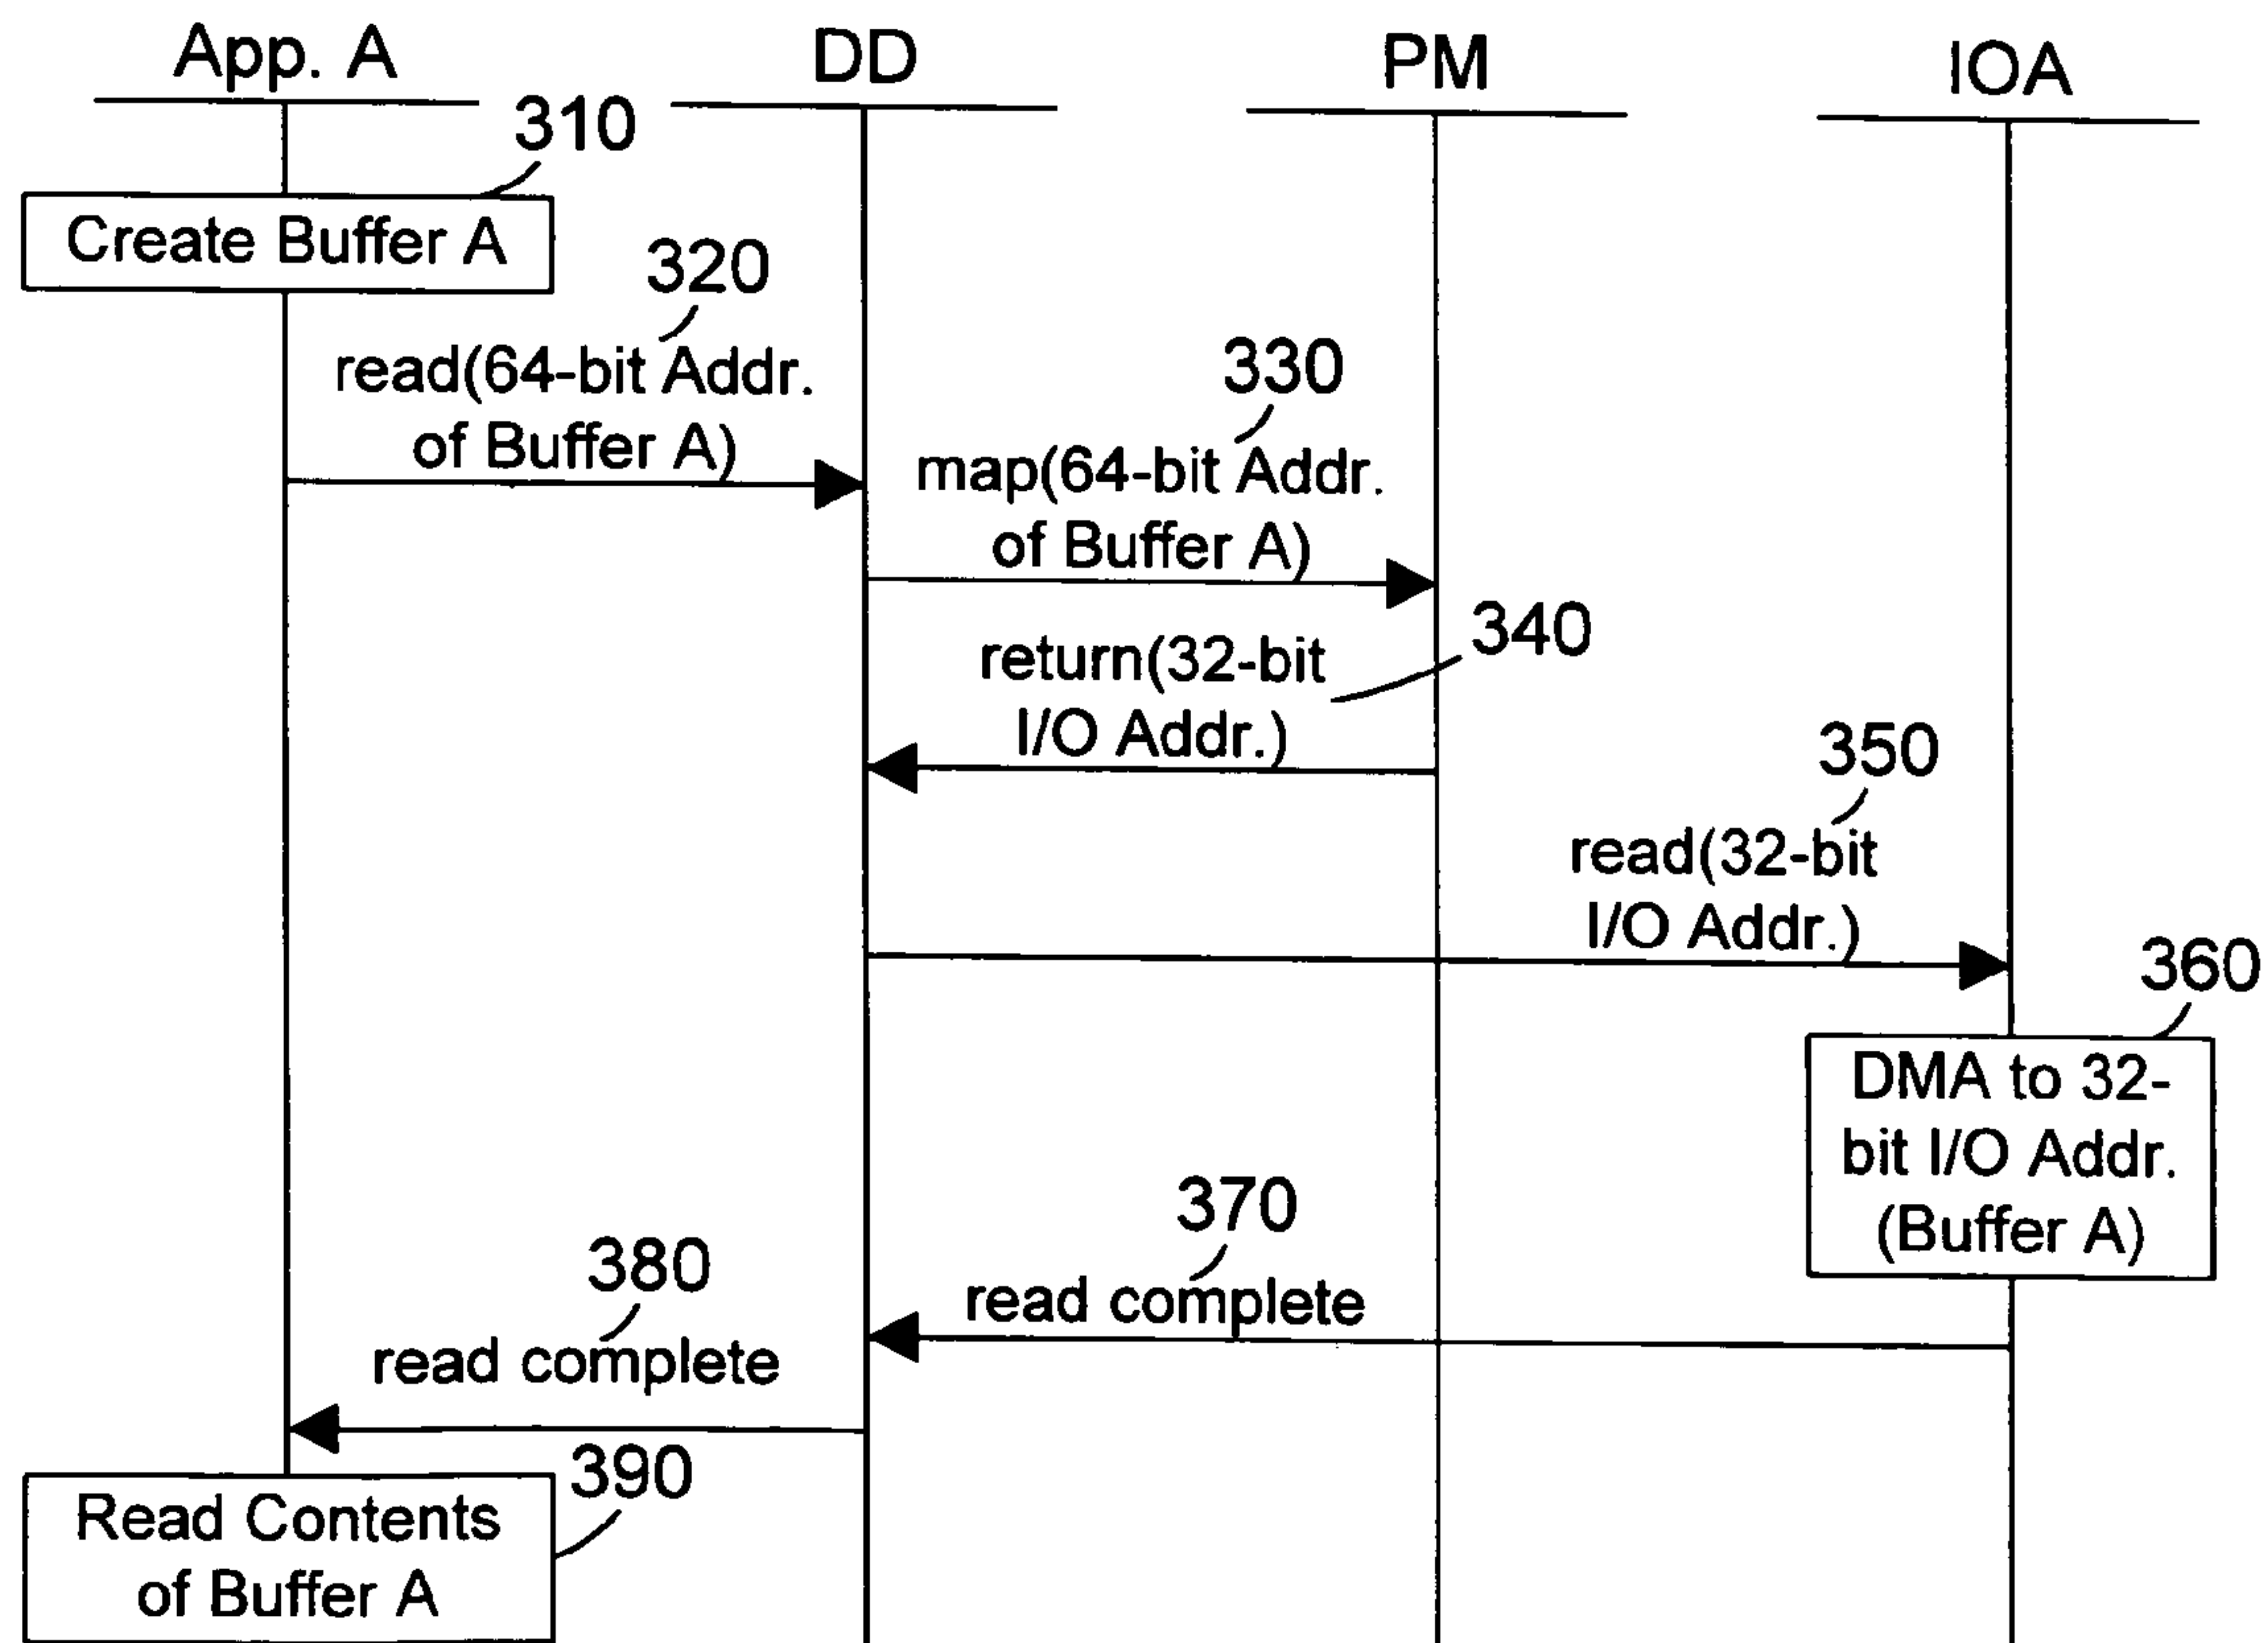 App. A
DD
PM
IOA
310
Create Buffer A
320
read(64-bit Addr.
of Buffer A)
330
map(64-bit Addr.
of Buffer A)
340
return(32-bit
I/O Addr.)
350
read(32-bit
I/O Addr.)
360
DMA to 32-
bit I/O Addr.
(Buffer A)
370
read complete
380
read complete
390
Read Contents
of Buffer A